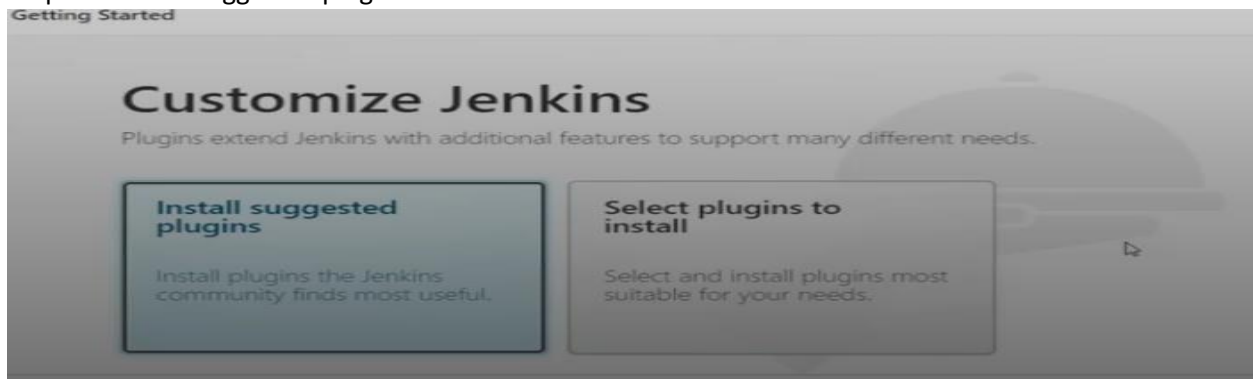 Getting Started
Customize Jenkins
Plugins extend Jenkins with additional features to support many different needs.
Install suggested
plugins
Install plugins the Jenkins
community finds most useful.
Select plugins to
install
Select and install plugins most
suitable for your needs.